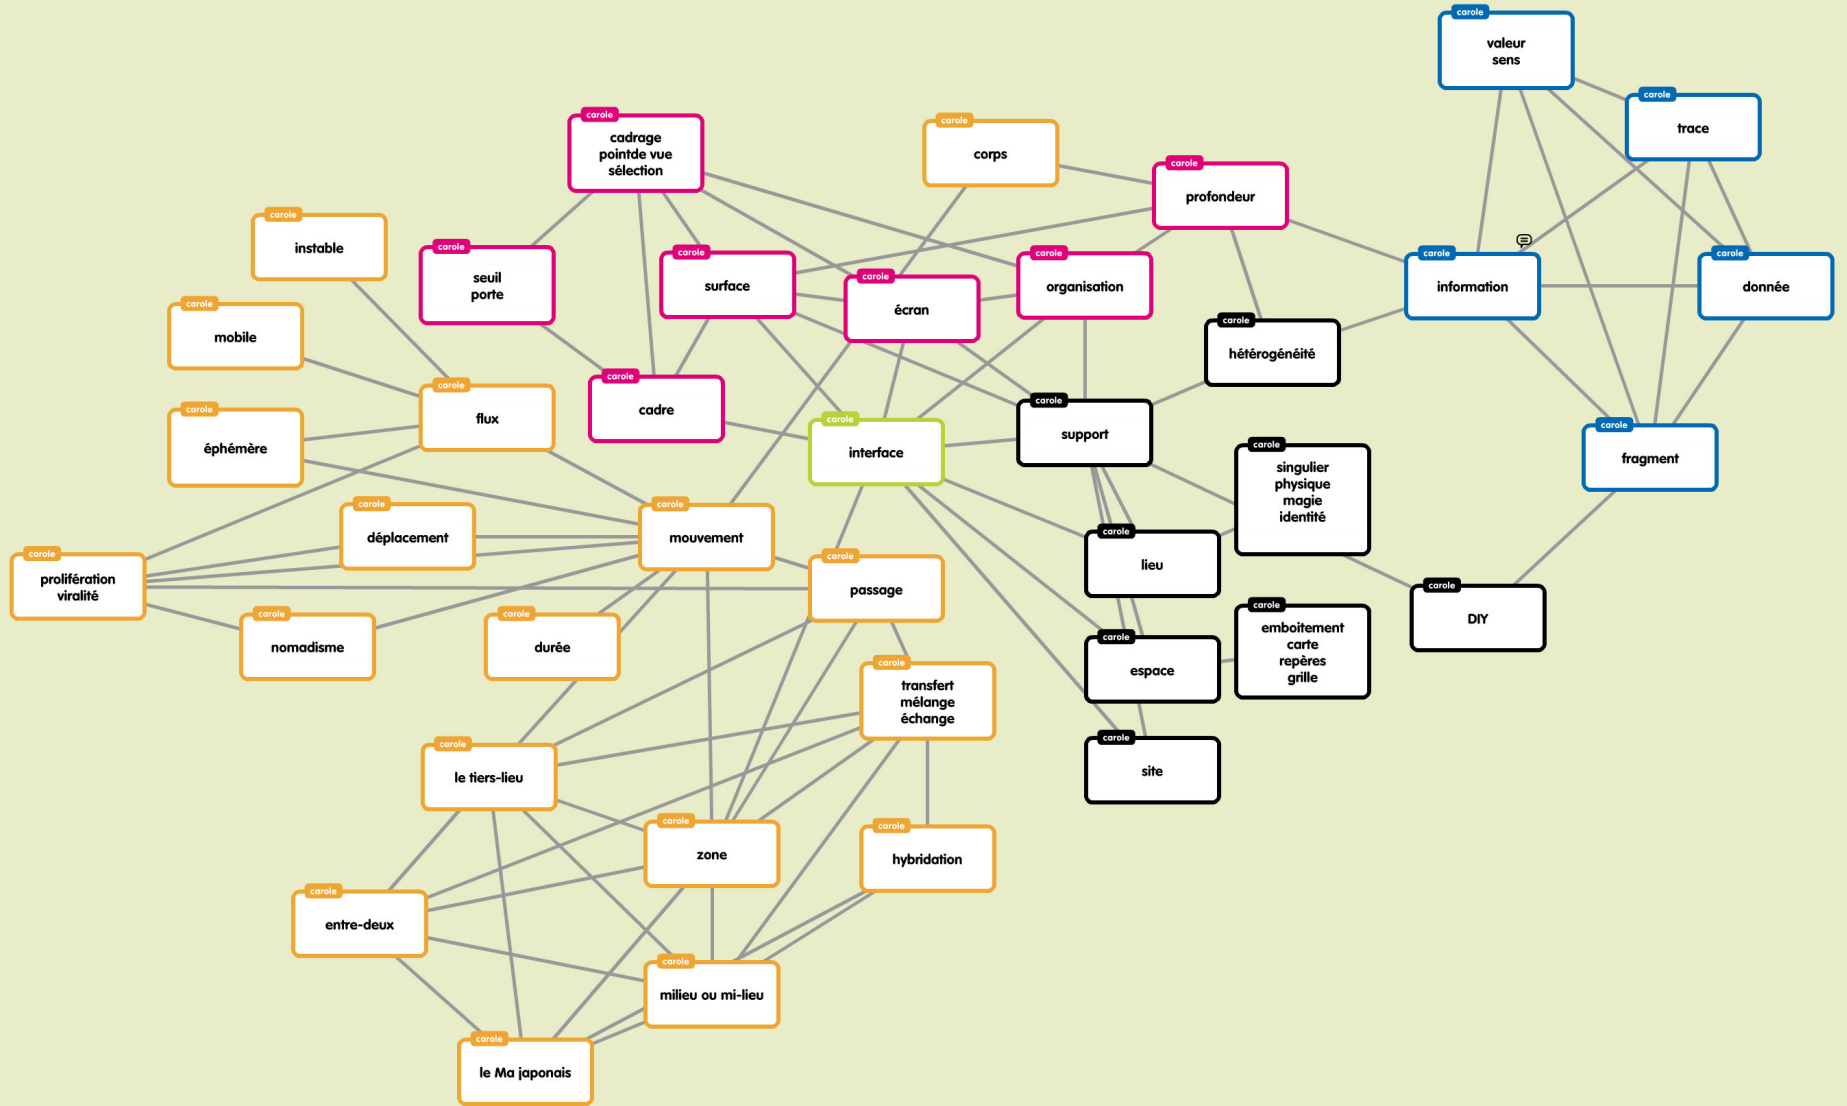 carole
valeur
sens
carole
trace
carole
cadrage
pointde vue
sélection
carole
corps
carole
profondeur
carole
instable
carole
seuil
porte
carole
surface
carole
écran
carole
organisation
carole
information
carole
donnée
carole
mobile
carole
hétérogénéité
carole
flux
carole
cadre
carole
éphémère
carole
interface
carole
support
carole
singulier
physique
magie
identité
carole
fragment
carole
déplacement
carole
mouvement
carole
lieu
carole
prolifération
viralité
carole
passage
carole
DIY
carole
nomadisme
carole
durée
carole
espace
carole
emboitement
carole
repères
grille
carte
carole
transfert
mélange
échange
carole
le tiers-lieu
carole
site
carole
zone
carole
hybridation
carole
entre-deux
carole
milieu ou mi-lieu
carole
le Ma japonais